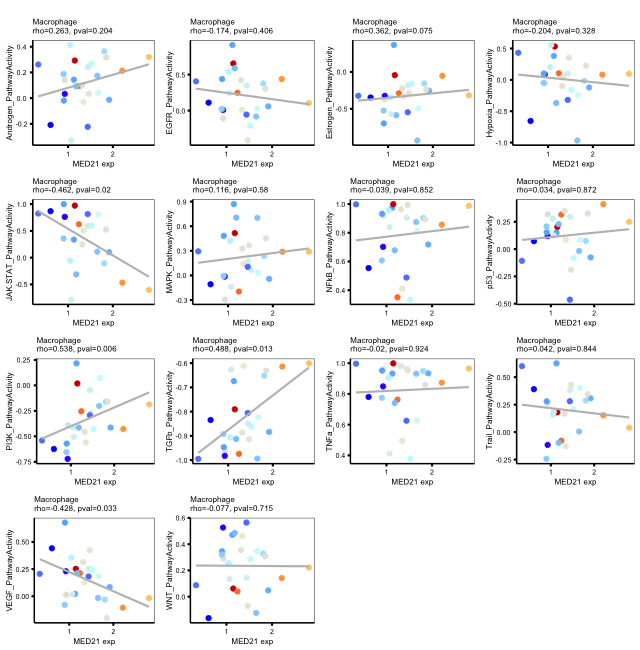 Macrophage
rho=0.263, pval=0.204
Androgen_PathwayActivity
0.4
0.2
0.0
-0.2
1
2
MED21 exp
Macrophage
rho=-0.174, pval=0.406
EGFR_PathwayActivity
0.5
0.0
1
2
MED21 exp
Macrophage
rho=0.362, pval=0.075
Estrogen_PathwayActivity
0.0
-0.5
1
2
MED21 exp
Macrophage
rho=-0.204, pval=0.328
Hypoxia_PathwayActivity
0.5
0.0
-0.5
-1.0
1
2
MED21 exp
Macrophage
rho=-0.462, pval=0.02
JAK.STAT_PathwayActivity
1.0
0.5
0.0
-0.5
1
2
MED21 exp
Macrophage
rho=0.116, pval=0.58
MAPK_PathwayActivity
0.9
0.6
0.3
0.0
-0.3
1
2
MED21 exp
Macrophage
rho=-0.039, pval=0.852
NFkB_PathwayActivity
1.0
0.8
0.6
0.4
1
2
MED21 exp
Macrophage
rho=0.034, pval=0.872
p53_PathwayActivity
0.25
0.00
-0.25
-0.50
1
2
MED21 exp
Macrophage
rho=0.538, pval=0.006
PI3K_PathwayActivity
0.25
0.00
-0.25
-0.50
-0.75
1
2
MED21 exp
Macrophage
rho=0.488, pval=0.013
TGFb_PathwayActivity
-0.6
-0.7
-0.8
-0.9
-1.0
1
2
MED21 exp
Macrophage
rho=-0.02, pval=0.924
TNFa_PathwayActivity
1.0
0.8
0.6
0.4
1
2
MED21 exp
Macrophage
rho=0.042, pval=0.844
Trail_PathwayActivity
0.50
0.25
0.00
-0.25
1
2
MED21 exp
Macrophage
rho=-0.428, pval=0.033
VEGF_PathwayActivity
0.50
0.25
0.00
1
2
MED21 exp
Macrophage
rho=-0.077, pval=0.715
WNT_PathwayActivity
0.6
0.4
0.2
0.0
1
2
MED21 exp